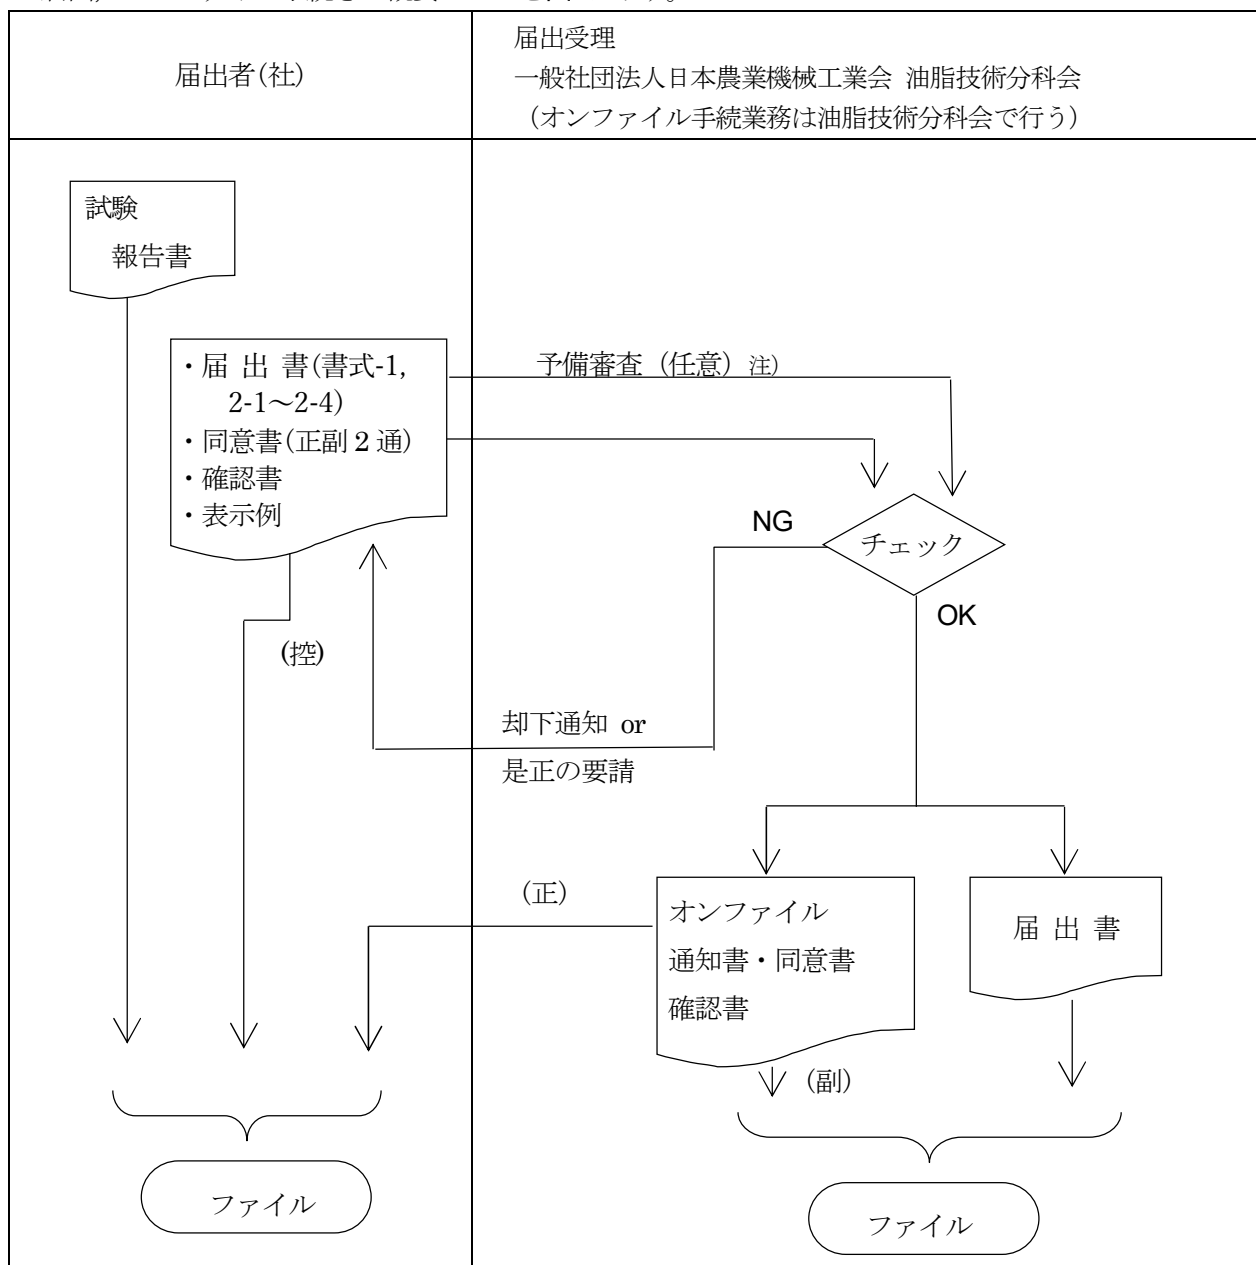 届出者(社)
届出受理
一般社団法人日本農業機械工業会 油脂技術分科会
（オンファイル手続業務は油脂技術分科会で行う）
試験
報告書
・届 出 書(書式-1,
2-1～2-4)
・同意書(正副 2 通)
・確認書
・表示例
予備審査（任意）注)
NG
チェック
OK
(控)
却下通知 or
是正の要請
(正)
オンファイル
通知書・同意書
確認書
届 出 書
(副)
ファイル
ファイル